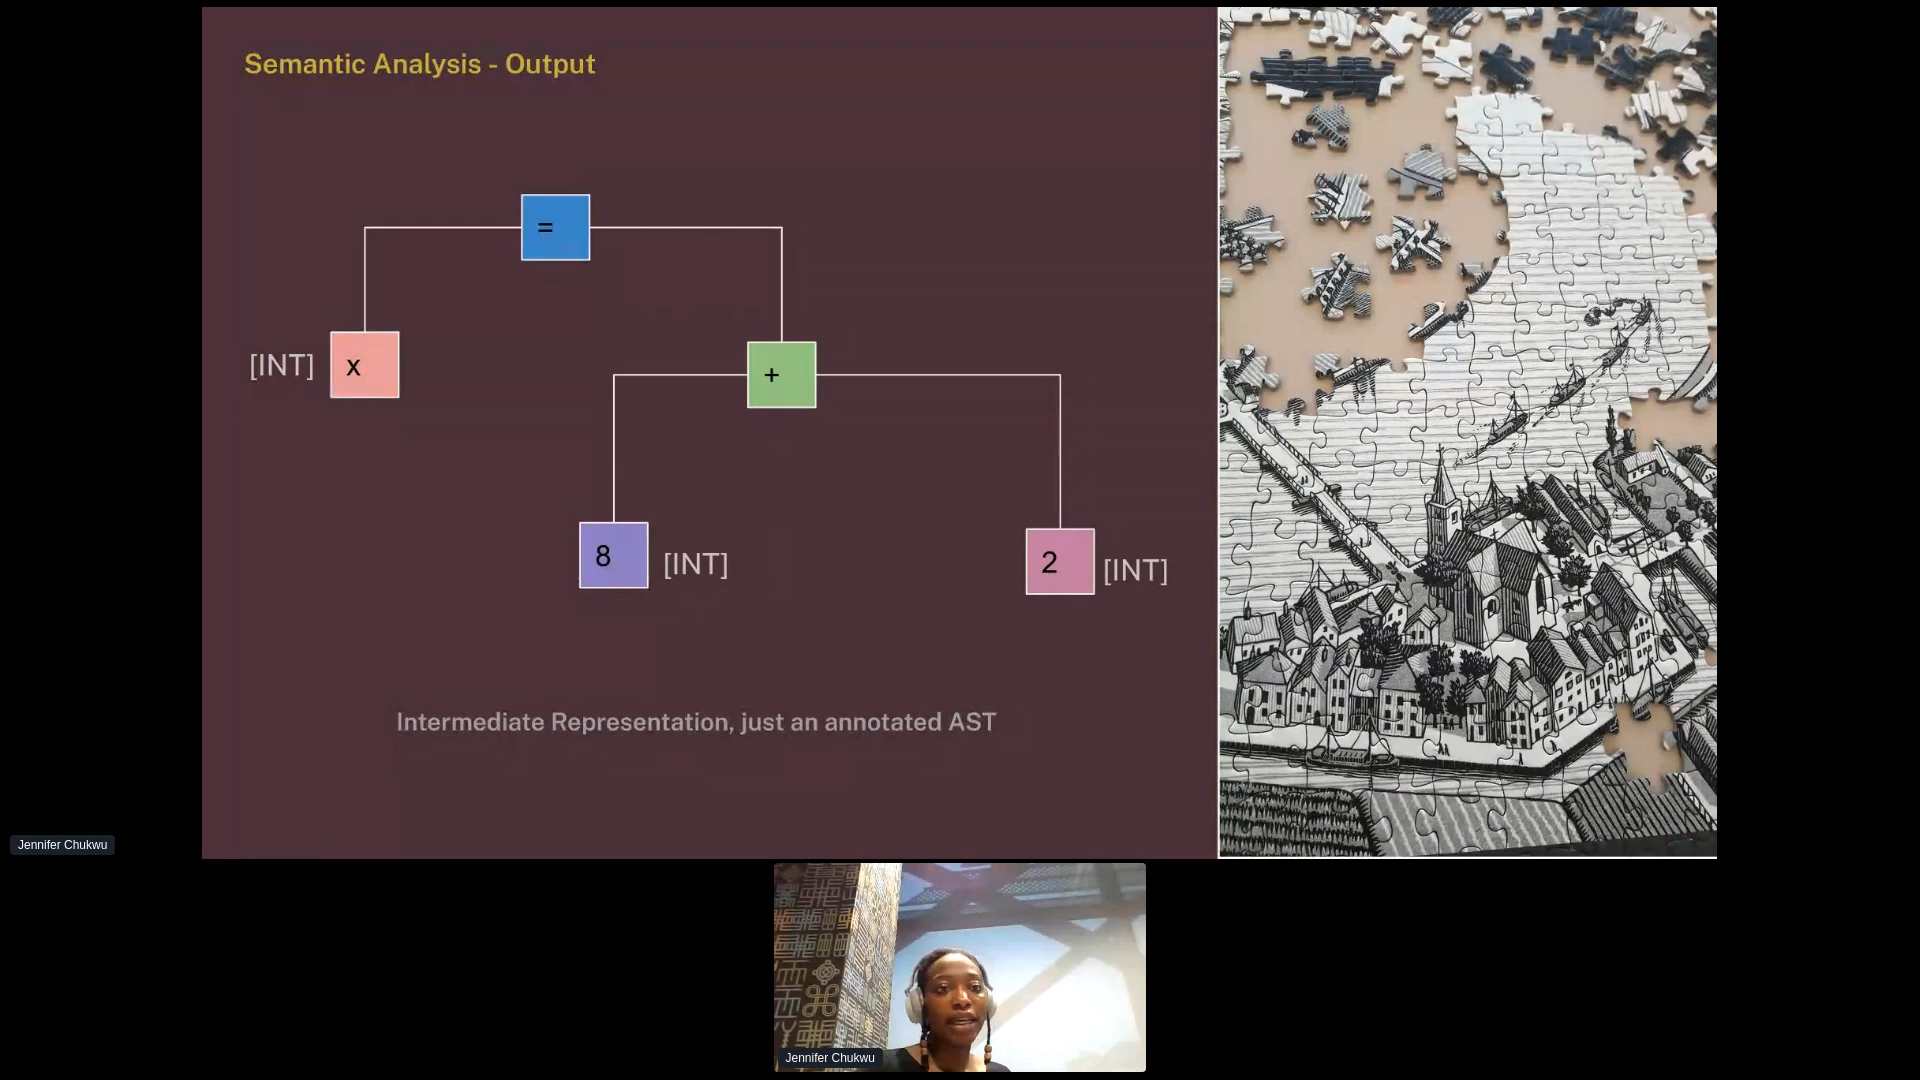 Semantic Analysis - Output
=
[INT] x
+
8 [INT]
2 [INT]
Intermediate Representation, just an annotated AST
Jennifer Chukwu
Jennifer Chukwu